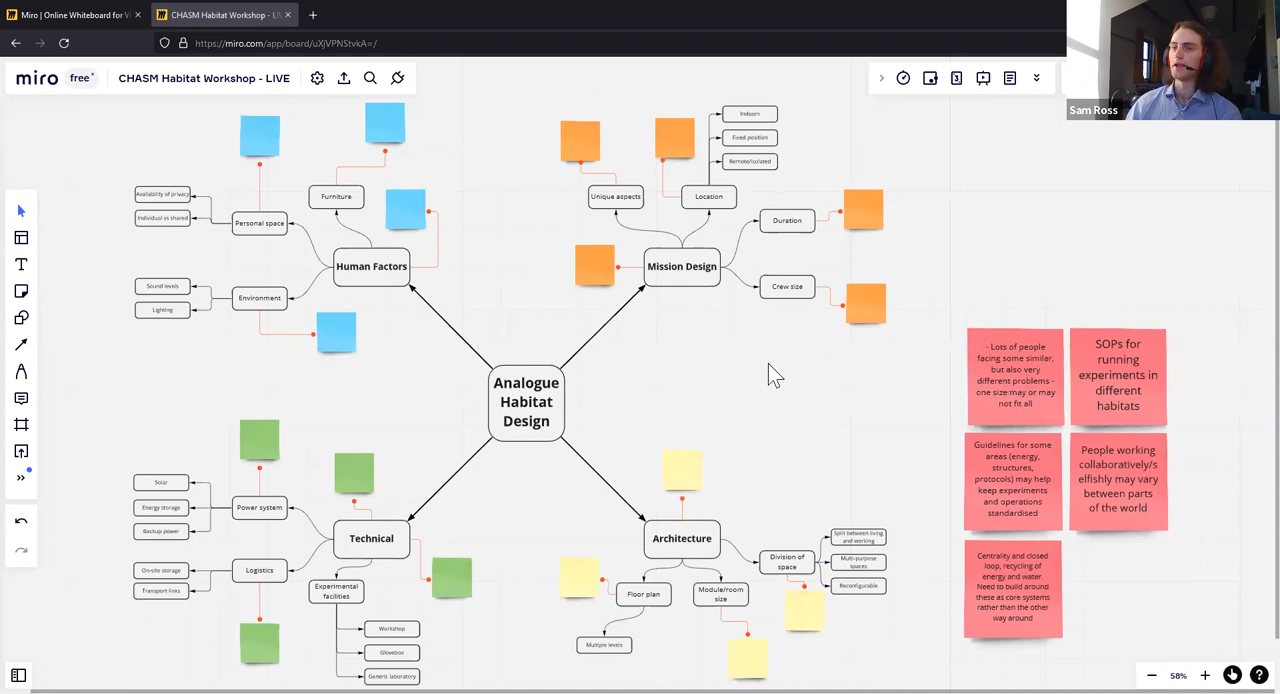 Miro | Online Whiteboard for Vi
CHASM Habitat Workshop - LI
https://miro.com/app/board/uXjVPNStvkA=/
miro
free
CHASM Habitat Workshop - LIVE
3
Sam Ross
Indoors
Fixed position
Remote/isolated
Availability of privacy
Individual vs shared
Furniture
Personal space
Unique aspects
Location
Duration
Human Factors
Mission Design
Crew size
Sound levels
Lighting
Environment
Analogue
Habitat
Design
- Lots of people
facing some similar,
but also very
different problems -
one size may or may
not fit all
SOPs for
running
experiments in
different
habitats
Guidelines for some
areas (energy,
structures,
protocols) may help
keep experiments
and operations
standardised
People working
collaboratively/s
elfishly may vary
between parts
of the world
Centrality and closed
loop, recycling of
energy and water.
Need to build around
these as core systems
rather than the other
way around
Solar
Energy storage
Backup power
Power system
Technical
Architecture
Split between living
and working
Division of
space
Multi-purpose
spaces
Reconfigurable
On-site storage
Transport links
Logistics
Experimental
facilities
Floor plan
Module/room
size
Workshop
Glovebox
Generic laboratory
Multiple levels
58%